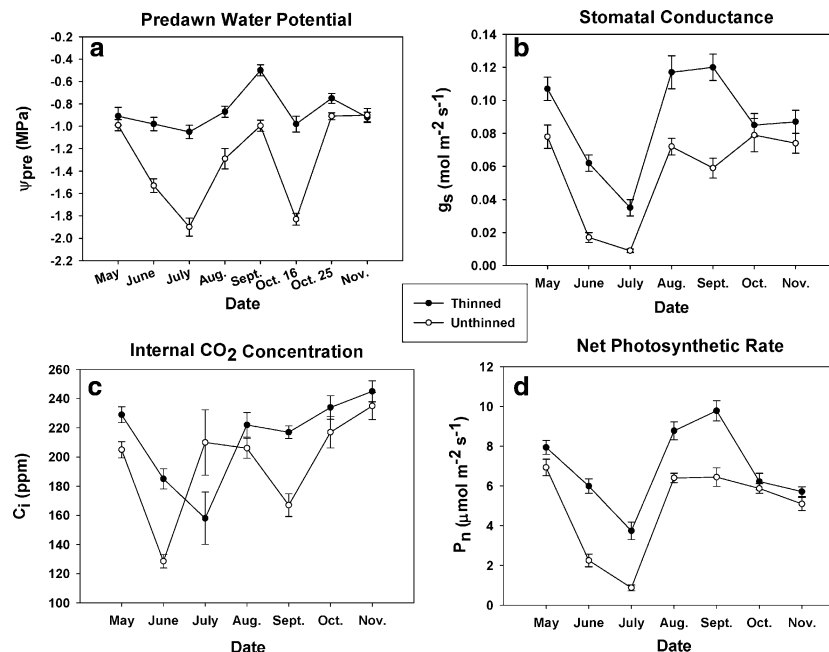 Predawn Water Potential
a
-0.2
-0.4
-0.6
-0.8
-1.0
-1.2
-1.4
-1.6
-1.8
-2.0
-2.2
Ψpre (MPa)
May June July Aug. Sept. Oct. 16 Oct. 25 Nov.
Date
Stomatal Conductance
b
0.14
0.12
0.10
0.08
0.06
0.04
0.02
0.00
gs (mol m-2 s-1)
May June July Aug. Sept. Oct. Nov.
Date
Thinned
Unthinned
Internal CO2 Concentration
c
260
240
220
200
180
160
140
120
100
Ci (ppm)
May June July Aug. Sept. Oct. Nov.
Date
Net Photosynthetic Rate
d
12
10
8
6
4
2
0
Pn (μmol m-2 s-1)
May June July Aug. Sept. Oct. Nov.
Date